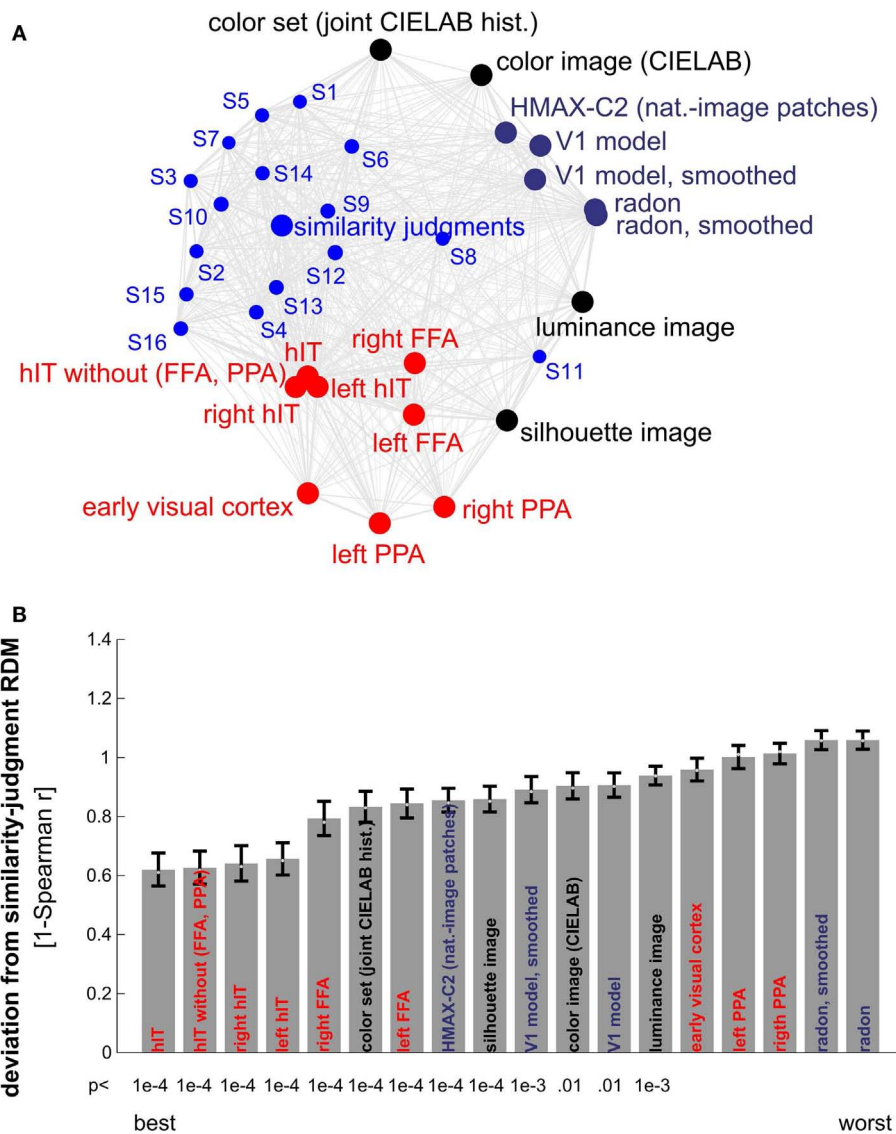 A
color set (joint CIELAB hist.)
color image (CIELAB)
HMAX-C2 (nat.-image patches)
V1 model
V1 model, smoothed
radon
radon, smoothed
S1
S5
S7
S6
S14
S3
S9
S10
similarity judgments
S8
S2
S12
S15
S13
S4
S16
luminance image
right FFA
hIT
S11
hIT without (FFA, PPA)
left hIT
right hIT
left FFA
silhouette image
early visual cortex
right PPA
left PPA
B
deviation from similarity-judgment RDM
[1-Spearman r]
1.4
1.2
1
0.8
0.6
0.4
0.2
0
hIT
hIT without (FFA, PPA)
right hIT
left hIT
right FFA
color set (joint CIELAB hist.)
left FFA
HMAX-C2 (nat.-image patches)
silhouette image
V1 model, smoothed
color image (CIELAB)
V1 model
luminance image
early visual cortex
left PPA
rigth PPA
radon, smoothed
radon
p< 1e-4 1e-4 1e-4 1e-4 1e-4 1e-4 1e-4 1e-4 1e-4 1e-3 .01 .01 1e-3
best worst